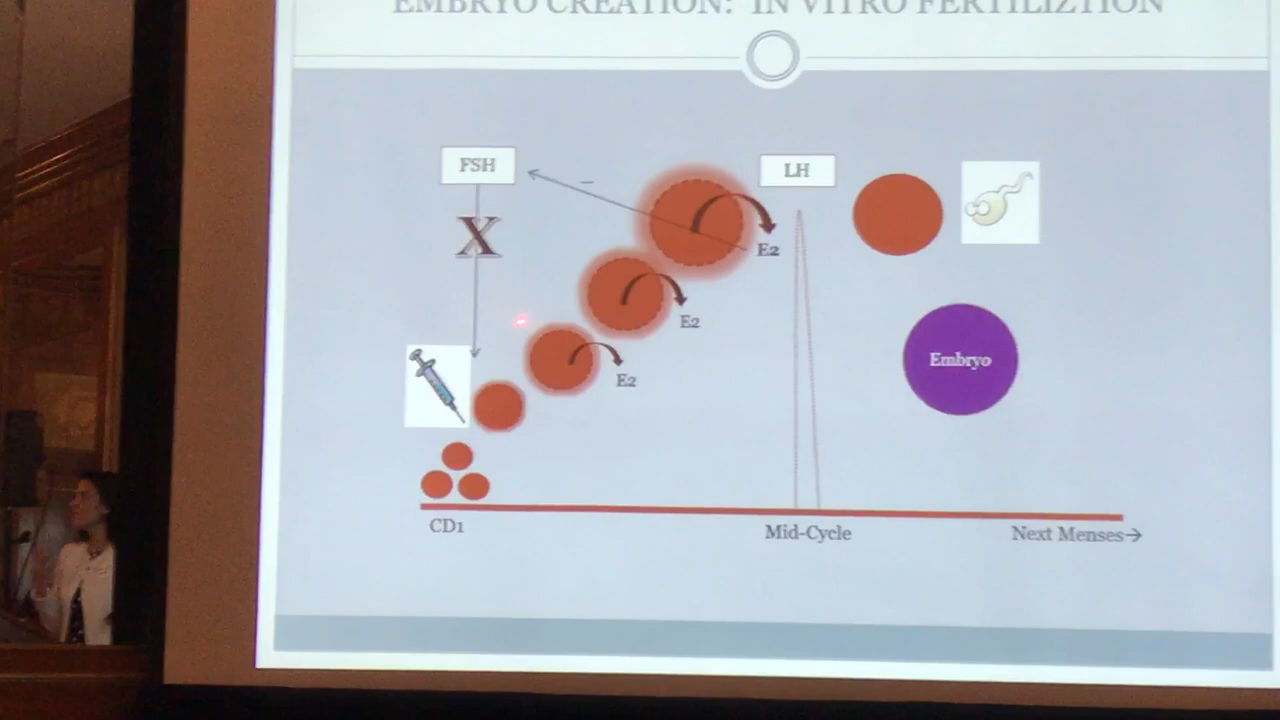 EMBRYO CREATION: IN VITRO FERTILIZTION
FSH
LH
X
E2
E2
E2
Embryo
CD1
Mid-Cycle
Next Menses→